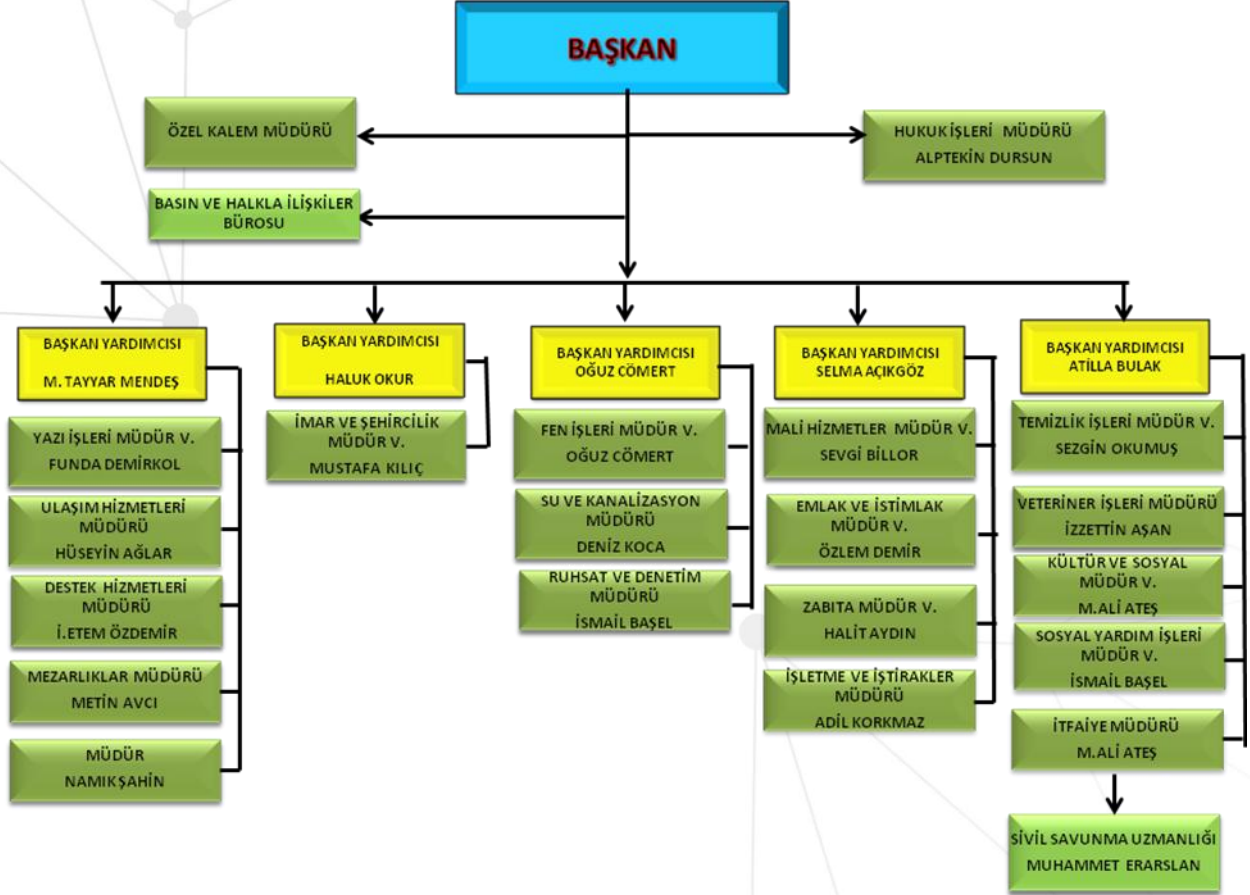 BAŞKAN
ÖZEL KALEM MÜDÜRÜ
HUKUK İŞLERİ MÜDÜRÜ
ALPTEKİN DURSUN
BASIN VE HALKLA İLİŞKİLER
BÜROSU
BAŞKAN YARDIMCISI
M. TAYYAR MENDEŞ
YAZI İŞLERİ MÜDÜR V.
FUNDA DEMİRKOL
ULAŞIM HİZMETLERİ
MÜDÜRÜ
HÜSEYİN AĞLAR
DESTEK HİZMETLERİ
MÜDÜRÜ
İ.ETEM ÖZDEMİR
MEZARLIKLAR MÜDÜRÜ
METİN AVCI
MÜDÜR
NAMIK ŞAHİN
BAŞKAN YARDIMCISI
HALUK OKUR
İMAR VE ŞEHİRCİLİK
MÜDÜR V.
MUSTAFA KILIÇ
BAŞKAN YARDIMCISI
OĞUZ CÖMERT
FEN İŞLERİ MÜDÜR V.
OĞUZ CÖMERT
SU VE KANALİZASYON
MÜDÜRÜ
DENİZ KOCA
RUHSAT VE DENETİM
MÜDÜRÜ
İSMAİL BAŞEL
BAŞKAN YARDIMCISI
SELMA AÇIKGÖZ
MALİ HİZMETLER MÜDÜR V.
SEVGİ BİLLOR
EMLAK VE İSTİMLAK
MÜDÜR V.
ÖZLEM DEMİR
ZABITA MÜDÜR V.
HALİT AYDIN
İŞLETME VE İŞTİRAKLER
MÜDÜRÜ
ADİL KORKMAZ
BAŞKAN YARDIMCISI
ATİLLA BULAK
TEMİZLİK İŞLERİ MÜDÜR V.
SEZGİN OKUMUŞ
VETERİNER İŞLERİ MÜDÜRÜ
İZZETTİN AŞAN
KÜLTÜR VE SOSYAL
MÜDÜR V.
M.ALİ ATEŞ
SOSYAL YARDIM İŞLERİ
MÜDÜR V.
İSMAİL BAŞEL
İTFAİYE MÜDÜRÜ
M.ALİ ATEŞ
SİVİL SAVUNMA UZMANLIĞI
MUHAMMET ERARSLAN